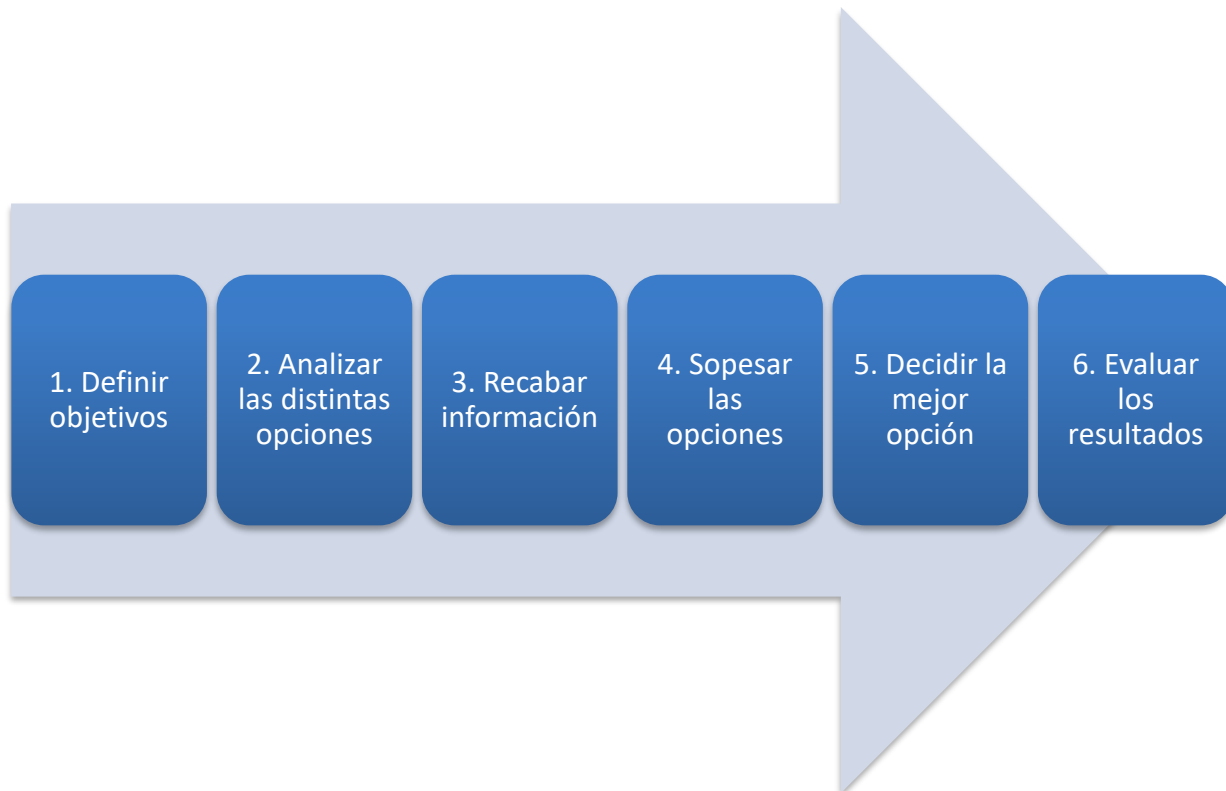 1. Definir
objetivos
2. Analizar
las distintas
opciones
3. Recabar
información
4. Sopesar
las
opciones
5. Decidir la
mejor
opción
6. Evaluar
los
resultados